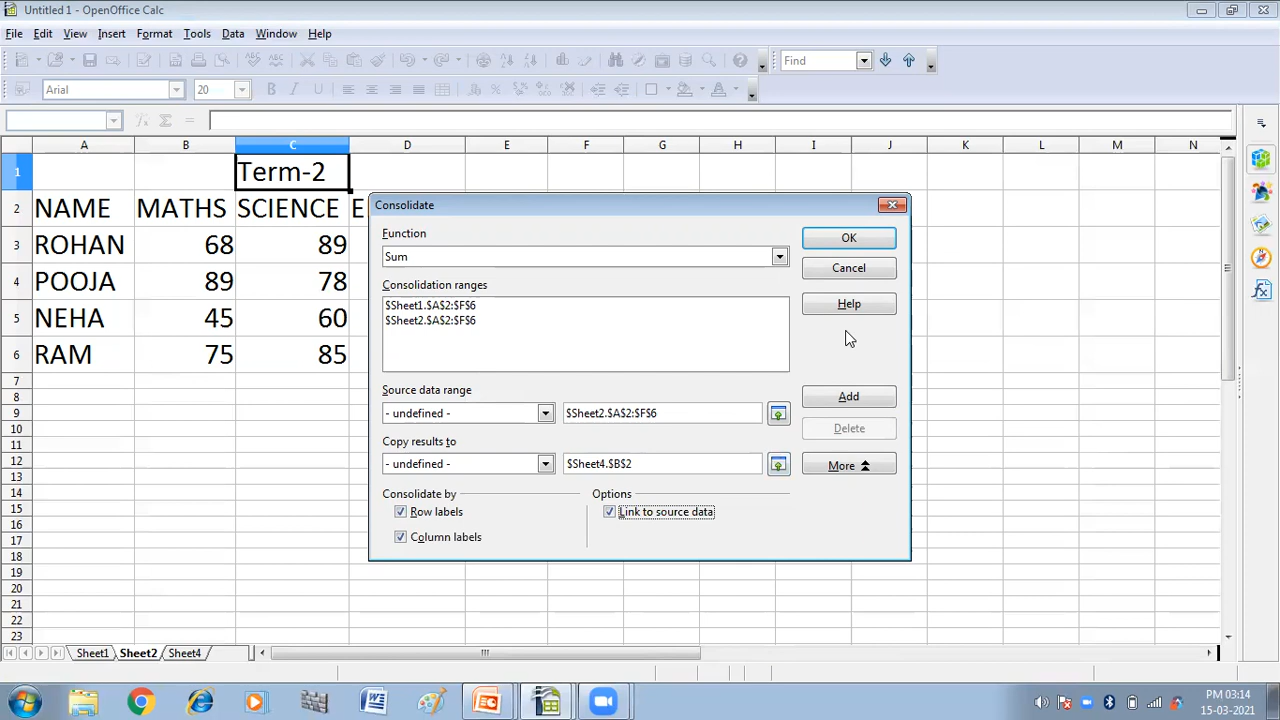 Untitled 1 - OpenOffice Calc
File Edit View Insert Format Tools Data Window Help
Find
Arial 20
A B C D E F G H I J K L M N
1 Term-2
2 NAME MATHS SCIENCE
3 ROHAN 68 89
4 POOJA 89 78
5 NEHA 45 60
6 RAM 75 85
7
8
9
10
11
12
13
14
15
16
17
18
19
20
21
22
23
Consolidate
Function
Sum
OK
Cancel
Consolidation ranges
Help
$Sheet1.$A$2:$F$6
$Sheet2.$A$2:$F$6
Source data range
Add
- undefined - $Sheet2.$A$2:$F$6
Delete
Copy results to
- undefined - $Sheet4.$B$2
More
Consolidate by Options
Row labels Link to source data
Column labels
Sheet1 Sheet2 Sheet4
PM 03:14
15-03-2021